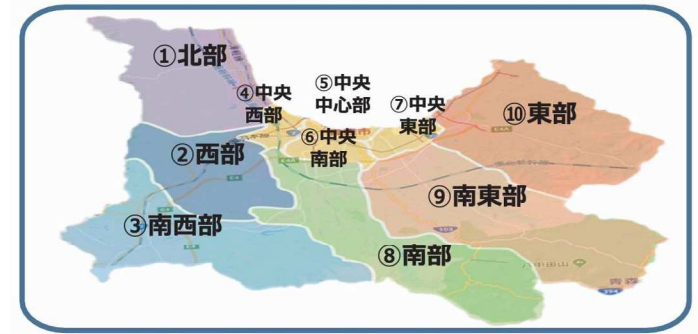 ①北部
④中央
西部
⑤中央
中心部
⑦中央
東部
⑩東部
⑥中央
南部
②西部
⑨南東部
③南西部
⑧南部